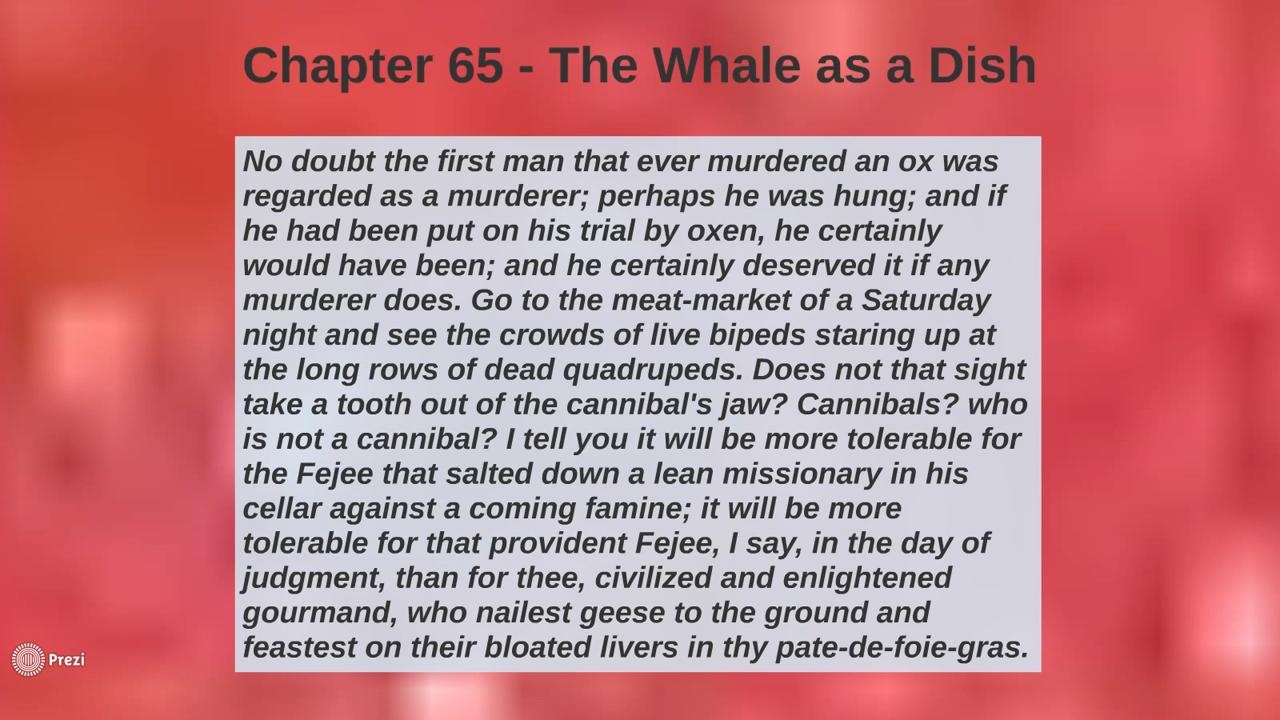 Chapter 65 - The Whale as a Dish
No doubt the first man that ever murdered an ox was
regarded as a murderer; perhaps he was hung; and if
he had been put on his trial by oxen, he certainly
would have been; and he certainly deserved it if any
murderer does. Go to the meat-market of a Saturday
night and see the crowds of live bipeds staring up at
the long rows of dead quadrupeds. Does not that sight
take a tooth out of the cannibal's jaw? Cannibals? who
is not a cannibal? I tell you it will be more tolerable for
the Fejee that salted down a lean missionary in his
cellar against a coming famine; it will be more
tolerable for that provident Fejee, I say, in the day of
judgment, than for thee, civilized and enlightened
gourmand, who nailest geese to the ground and
feastest on their bloated livers in thy pate-de-foie-gras.
Prezi